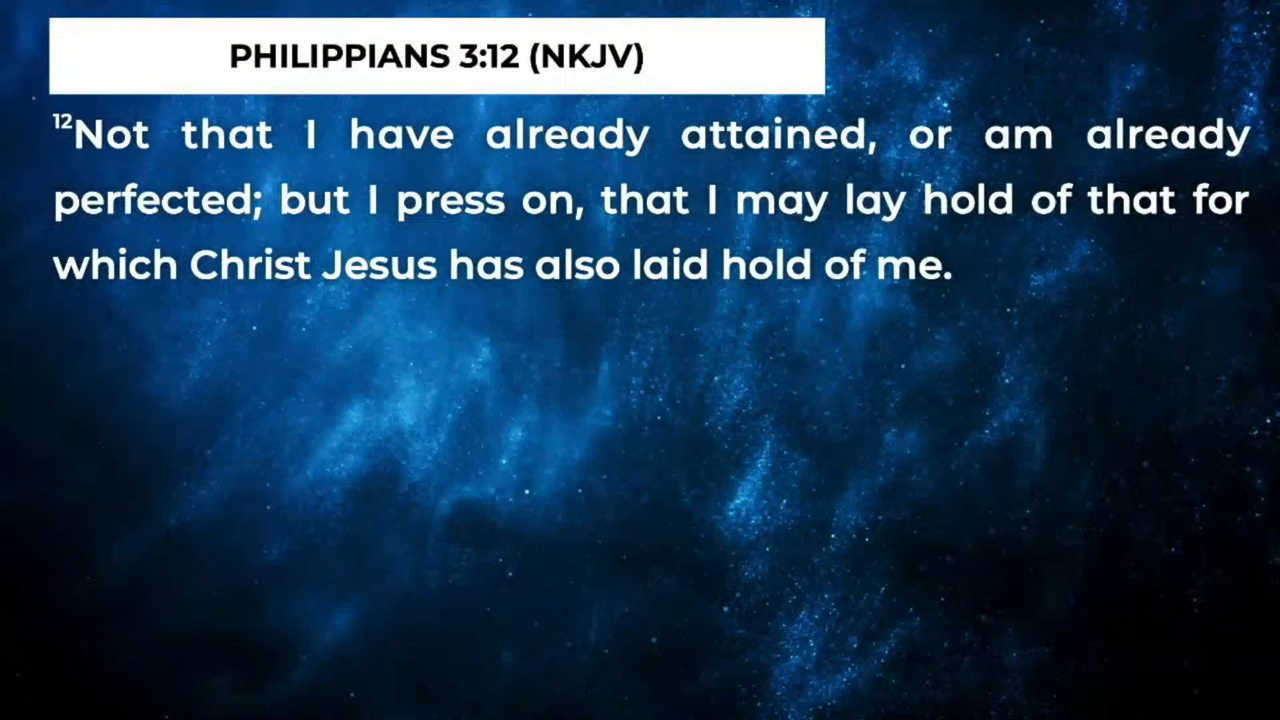 PHILIPPIANS 3:12 (NKJV)
12Not that I have already attained, or am already
perfected; but I press on, that I may lay hold of that for
which Christ Jesus has also laid hold of me.